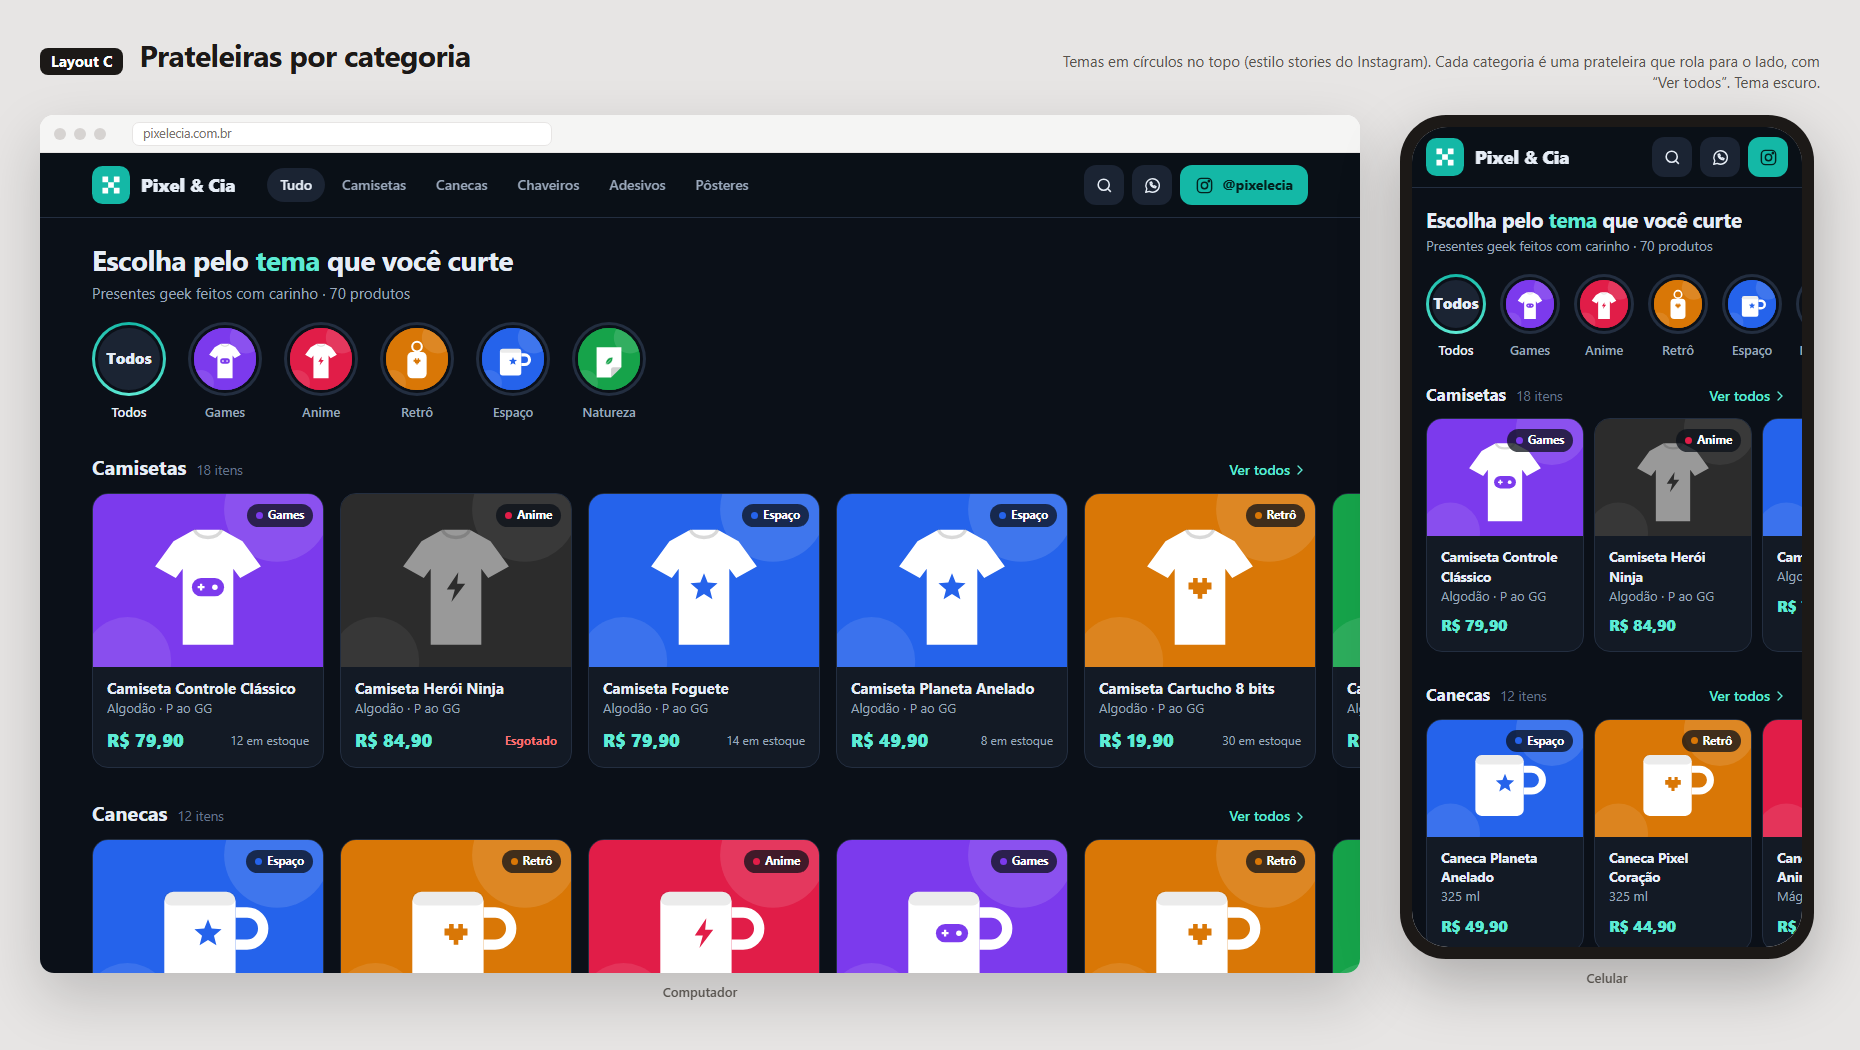 Layout C
Prateleiras por categoria
Temas em círculos no topo (estilo stories do Instagram). Cada categoria é uma prateleira que rola para o lado, com
“Ver todos”. Tema escuro.
pixelecia.com.br
Pixel & Cia
Tudo
Camisetas
Canecas
Chaveiros
Adesivos
Pôsteres
@pixelecia
Escolha pelo tema que você curte
Presentes geek feitos com carinho · 70 produtos
Todos
Todos
Games
Anime
Retrô
Espaço
Natureza
Camisetas 18 itens
Ver todos
Games
Camiseta Controle Clássico
Algodão · P ao GG
R$ 79,90
12 em estoque
Anime
Camiseta Herói Ninja
Algodão · P ao GG
R$ 84,90
Esgotado
Espaço
Camiseta Foguete
Algodão · P ao GG
R$ 79,90
14 em estoque
Espaço
Camiseta Planeta Anelado
Algodão · P ao GG
R$ 49,90
8 em estoque
Retrô
Camiseta Cartucho 8 bits
Algodão · P ao GG
R$ 19,90
30 em estoque
Canecas 12 itens
Ver todos
Espaço
Retrô
Anime
Games
Retrô
Computador
Pixel & Cia
Escolha pelo tema que você curte
Presentes geek feitos com carinho · 70 produtos
Todos
Todos
Games
Anime
Retrô
Espaço
Camisetas 18 itens
Ver todos
Games
Camiseta Controle
Clássico
Algodão · P ao GG
R$ 79,90
Anime
Camiseta Herói
Ninja
Algodão · P ao GG
R$ 84,90
R$
Canecas 12 itens
Ver todos
Espaço
Caneca Planeta
Anelado
325 ml
R$ 49,90
Retrô
Caneca Pixel
Coração
325 ml
R$ 44,90
R$
Celular